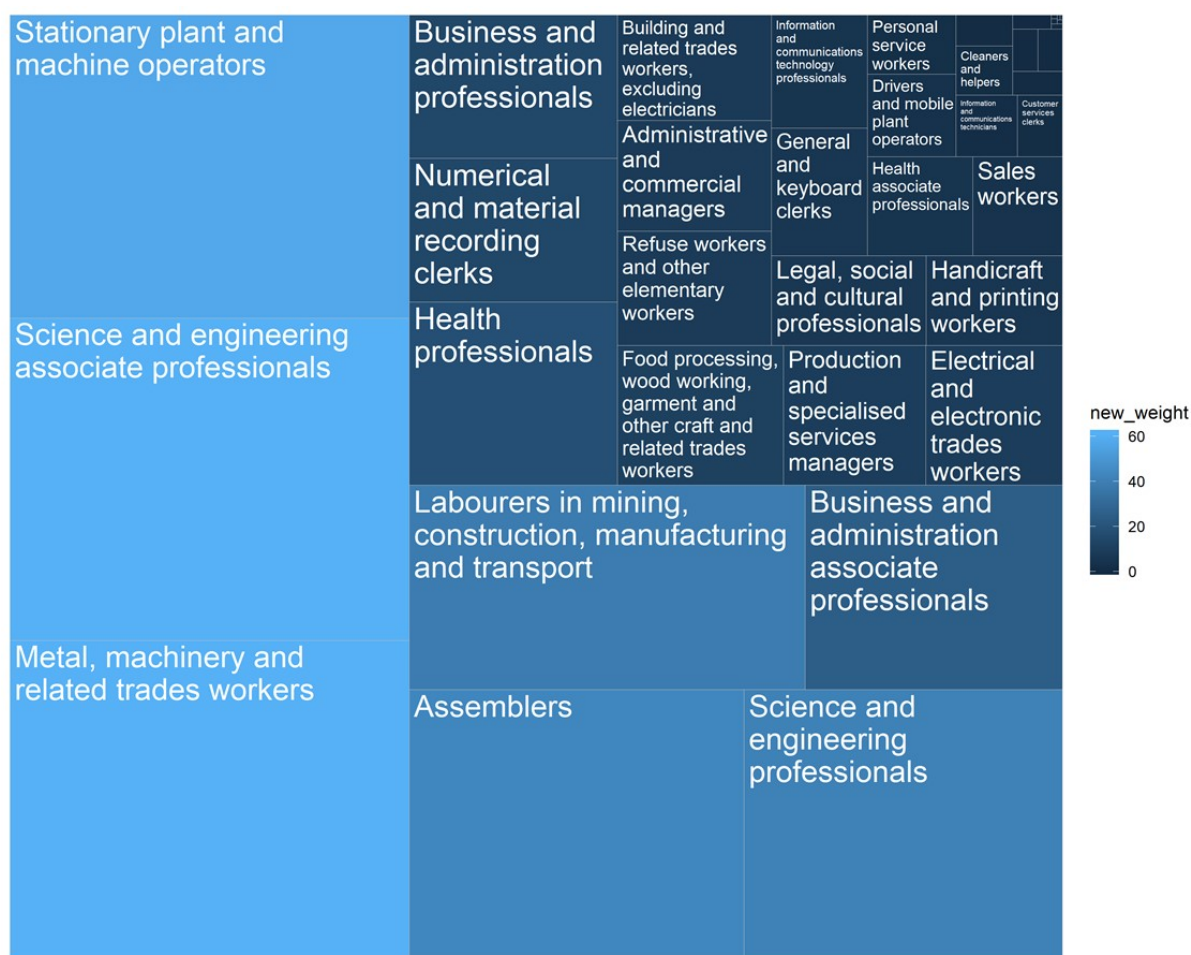 Stationary plant and
machine operators
Science and engineering
associate professionals
Metal, machinery and
related trades workers
Business and
administration
professionals
Numerical
and material
recording
clerks
Health
professionals
Building and
related trades
workers,
excluding
electricians
Administrative
and
commercial
managers
Refuse workers
and other
elementary
workers
Food processing,
wood working,
garment and
other craft and
related trades
workers
Information
and
communications
technology
professionals
General
and
keyboard
clerks
Personal
service
workers
Drivers
and mobile
plant
operators
Cleaners
and
helpers
Information
and
communications
technicians
Customer
services
clerks
Health
associate
professionals
Sales
workers
Legal, social
and cultural
professionals
Handicraft
and printing
workers
Production
and
specialised
services
managers
Electrical
and
electronic
trades
workers
Labourers in mining,
construction, manufacturing
and transport
Business and
administration
associate
professionals
Assemblers
Science and
engineering
professionals
new_weight
60
40
20
0